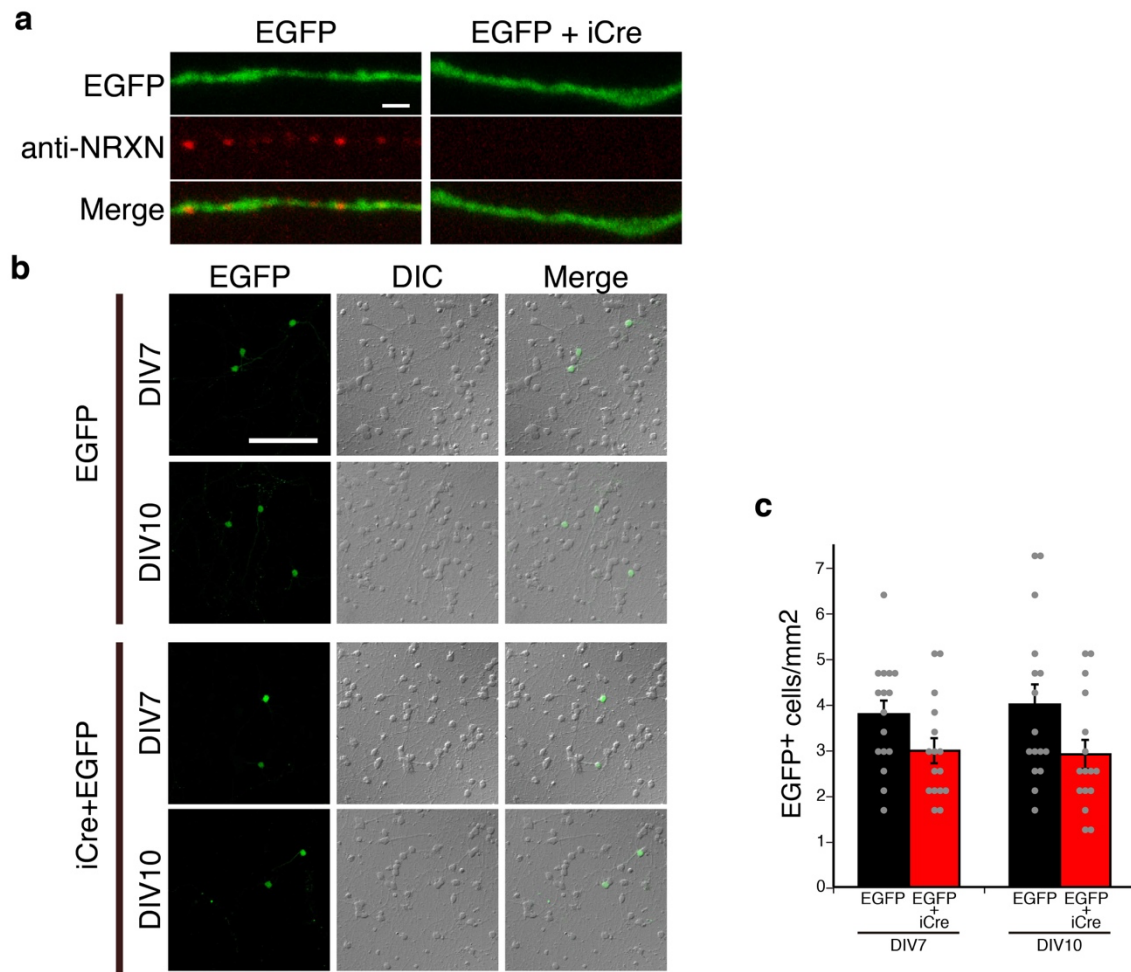 a
EGFP
EGFP + iCre
EGFP
anti-NRXN
Merge
b
EGFP
DIC
Merge
EGFP
DIV7
DIV10
iCre+EGFP
DIV7
DIV10
c
EGFP+ cells/mm2
7
6
5
4
3
2
1
0
EGFP
EGFP
+
iCre
EGFP
EGFP
+
iCre
DIV7
DIV10